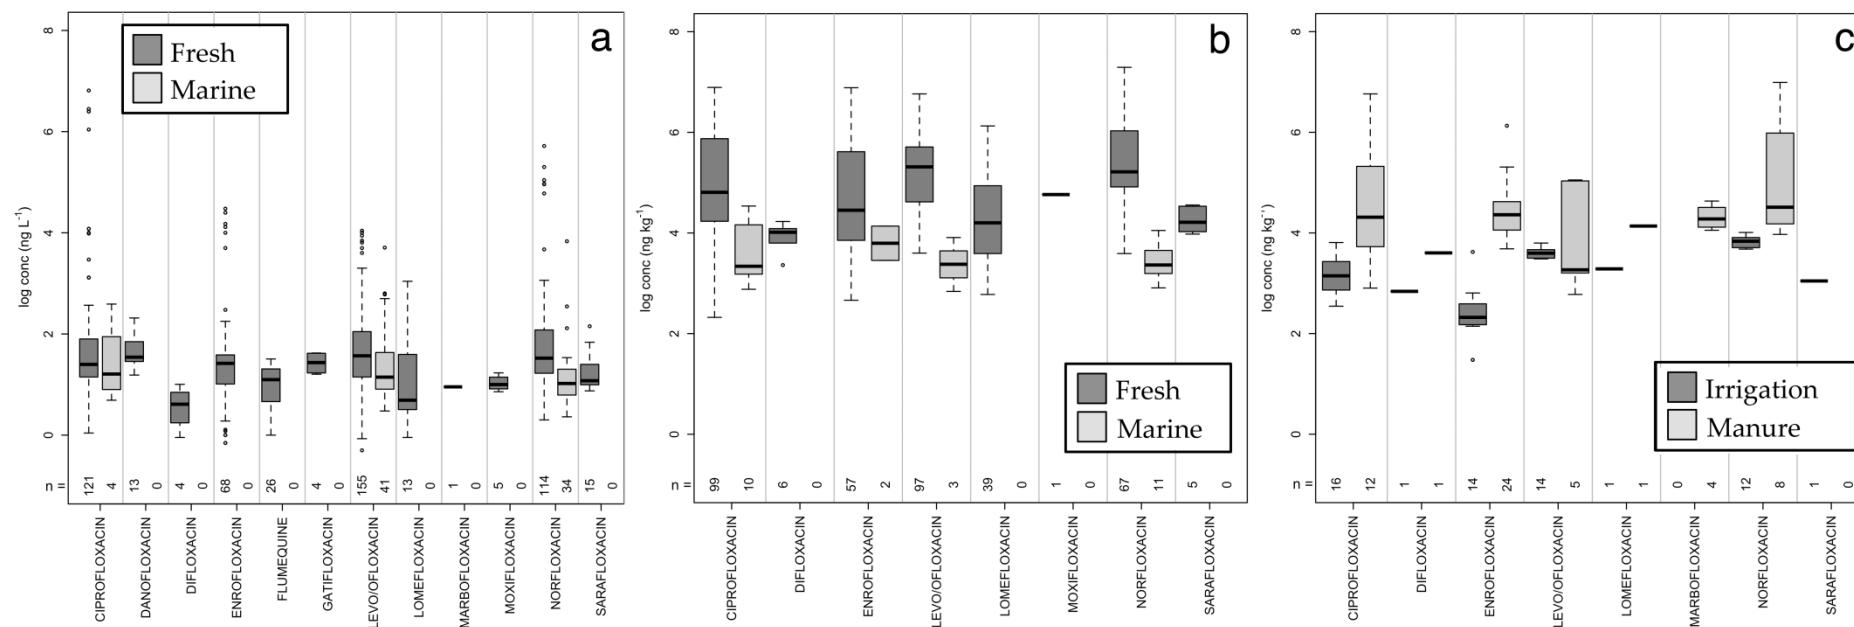 a
Fresh
Marine
log conc (ng L⁻¹)
8
6
4
2
0
n = 121 4 13 0 4 0 68 0 26 0 4 0 155 41 13 0 1 0 5 0 114 34 15 0
CIPROFLOXACIN
DANOFLOXACIN
DIFLOXACIN
ENROFLOXACIN
FLUMEQUINE
GATIFLOXACIN
LEVO/OFLOXACIN
LOMEFLOXACIN
MARBOFLOXACIN
MOXIFLOXACIN
NORFLOXACIN
SARAFLOXACIN
b
log conc (ng kg⁻¹)
8
6
4
2
0
Fresh
Marine
n = 99 10 6 0 57 2 97 3 39 0 1 0 67 11 5 0
CIPROFLOXACIN
DIFLOXACIN
ENROFLOXACIN
LEVO/OFLOXACIN
LOMEFLOXACIN
MOXIFLOXACIN
NORFLOXACIN
SARAFLOXACIN
c
log conc (ng kg⁻¹)
8
6
4
2
0
Irrigation
Manure
n = 16 12 1 1 14 24 14 5 1 1 0 4 12 8 1 0
CIPROFLOXACIN
DIFLOXACIN
ENROFLOXACIN
LEVO/OFLOXACIN
LOMEFLOXACIN
MARBOFLOXACIN
NORFLOXACIN
SARAFLOXACIN